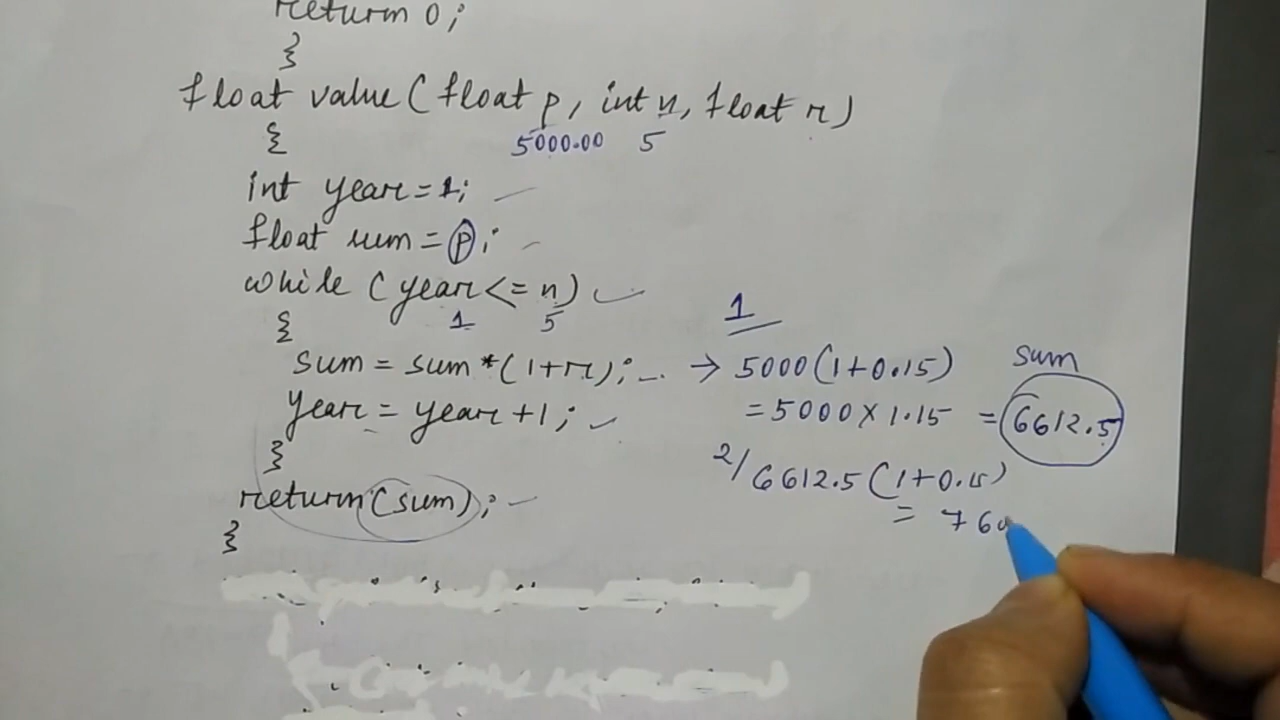 return 0;
}
float value(float p, int n, float r)
{ 5000.00 5
int year=1;
float sum=p;
while (year<=n)
1 5 1
{
sum = sum*(1+r); → 5000(1+0.15) sum
year = year+1; =5000×1.15 = 6612.5
}
2/ 6612.5(1+0.15)
return(sum); = 760
}